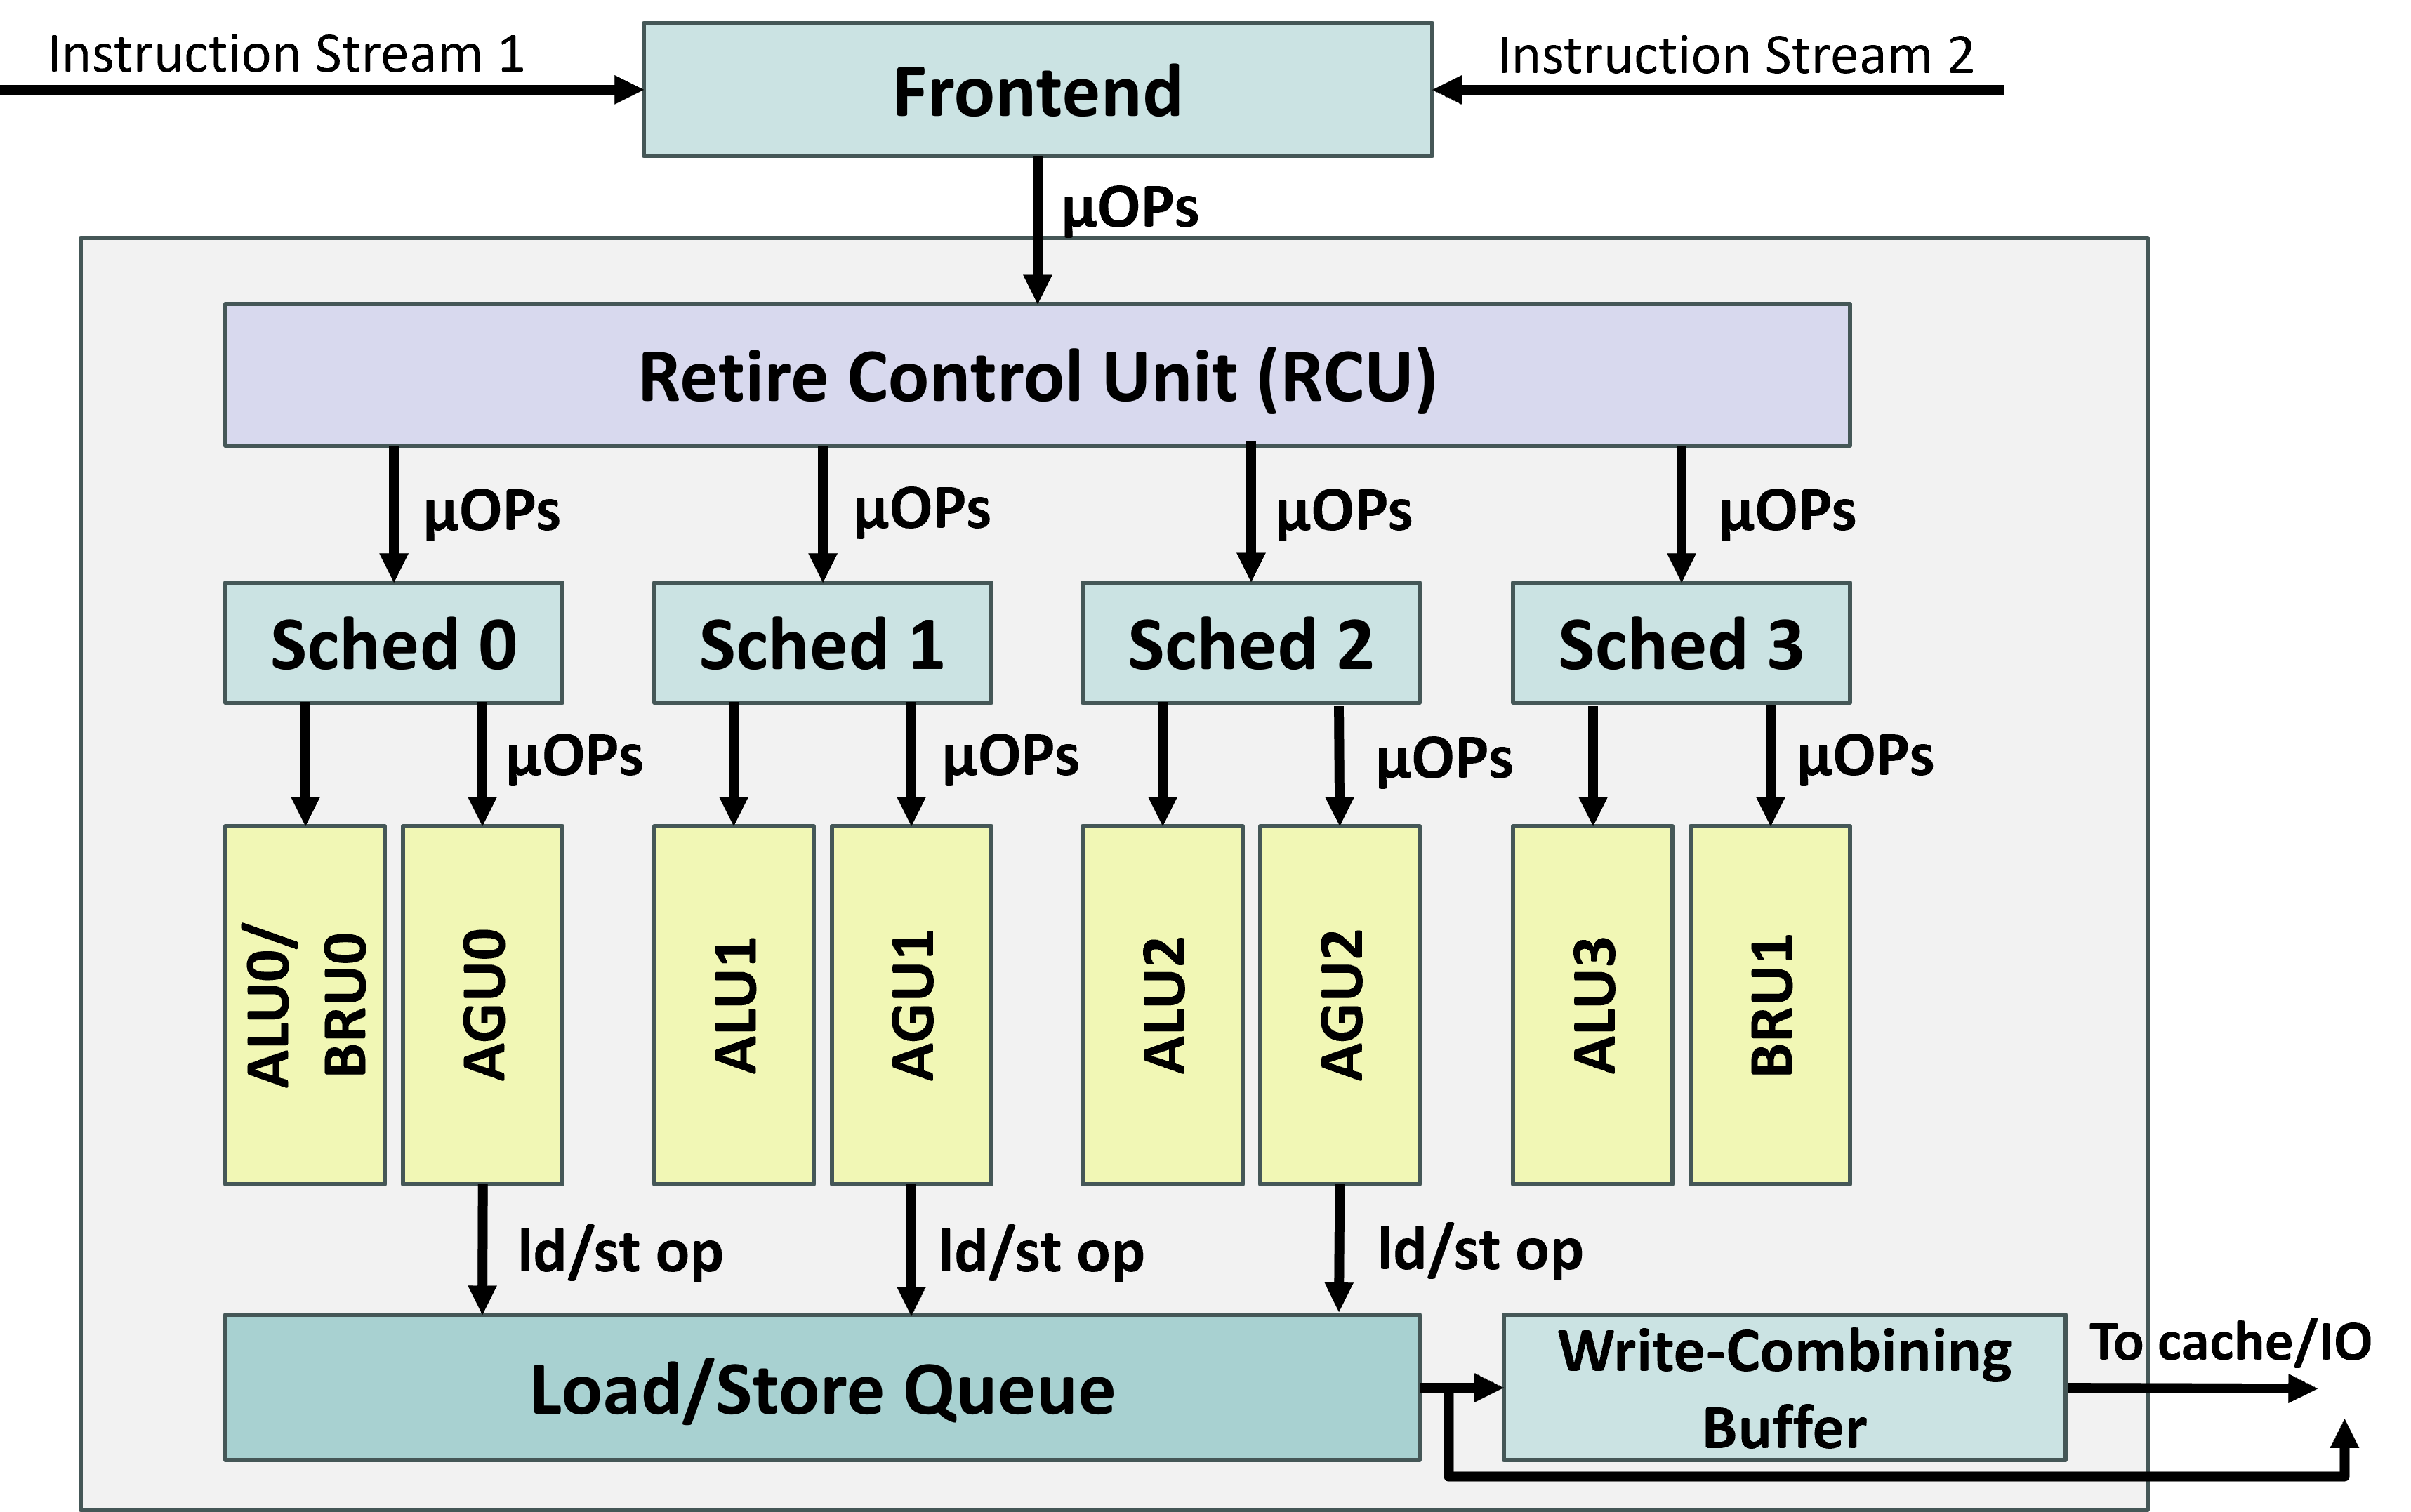 Instruction Stream 1
Frontend
Instruction Stream 2
µOPs
Retire Control Unit (RCU)
µOPs
µOPs
µOPs
µOPs
Sched 0
Sched 1
Sched 2
Sched 3
µOPs
µOPs
µOPs
µOPs
ALU0/
BRU0
AGU0
ALU1
AGU1
ALU2
AGU2
ALU3
BRU1
ld/st op
ld/st op
ld/st op
Load/Store Queue
Write-Combining
Buffer
To cache/IO